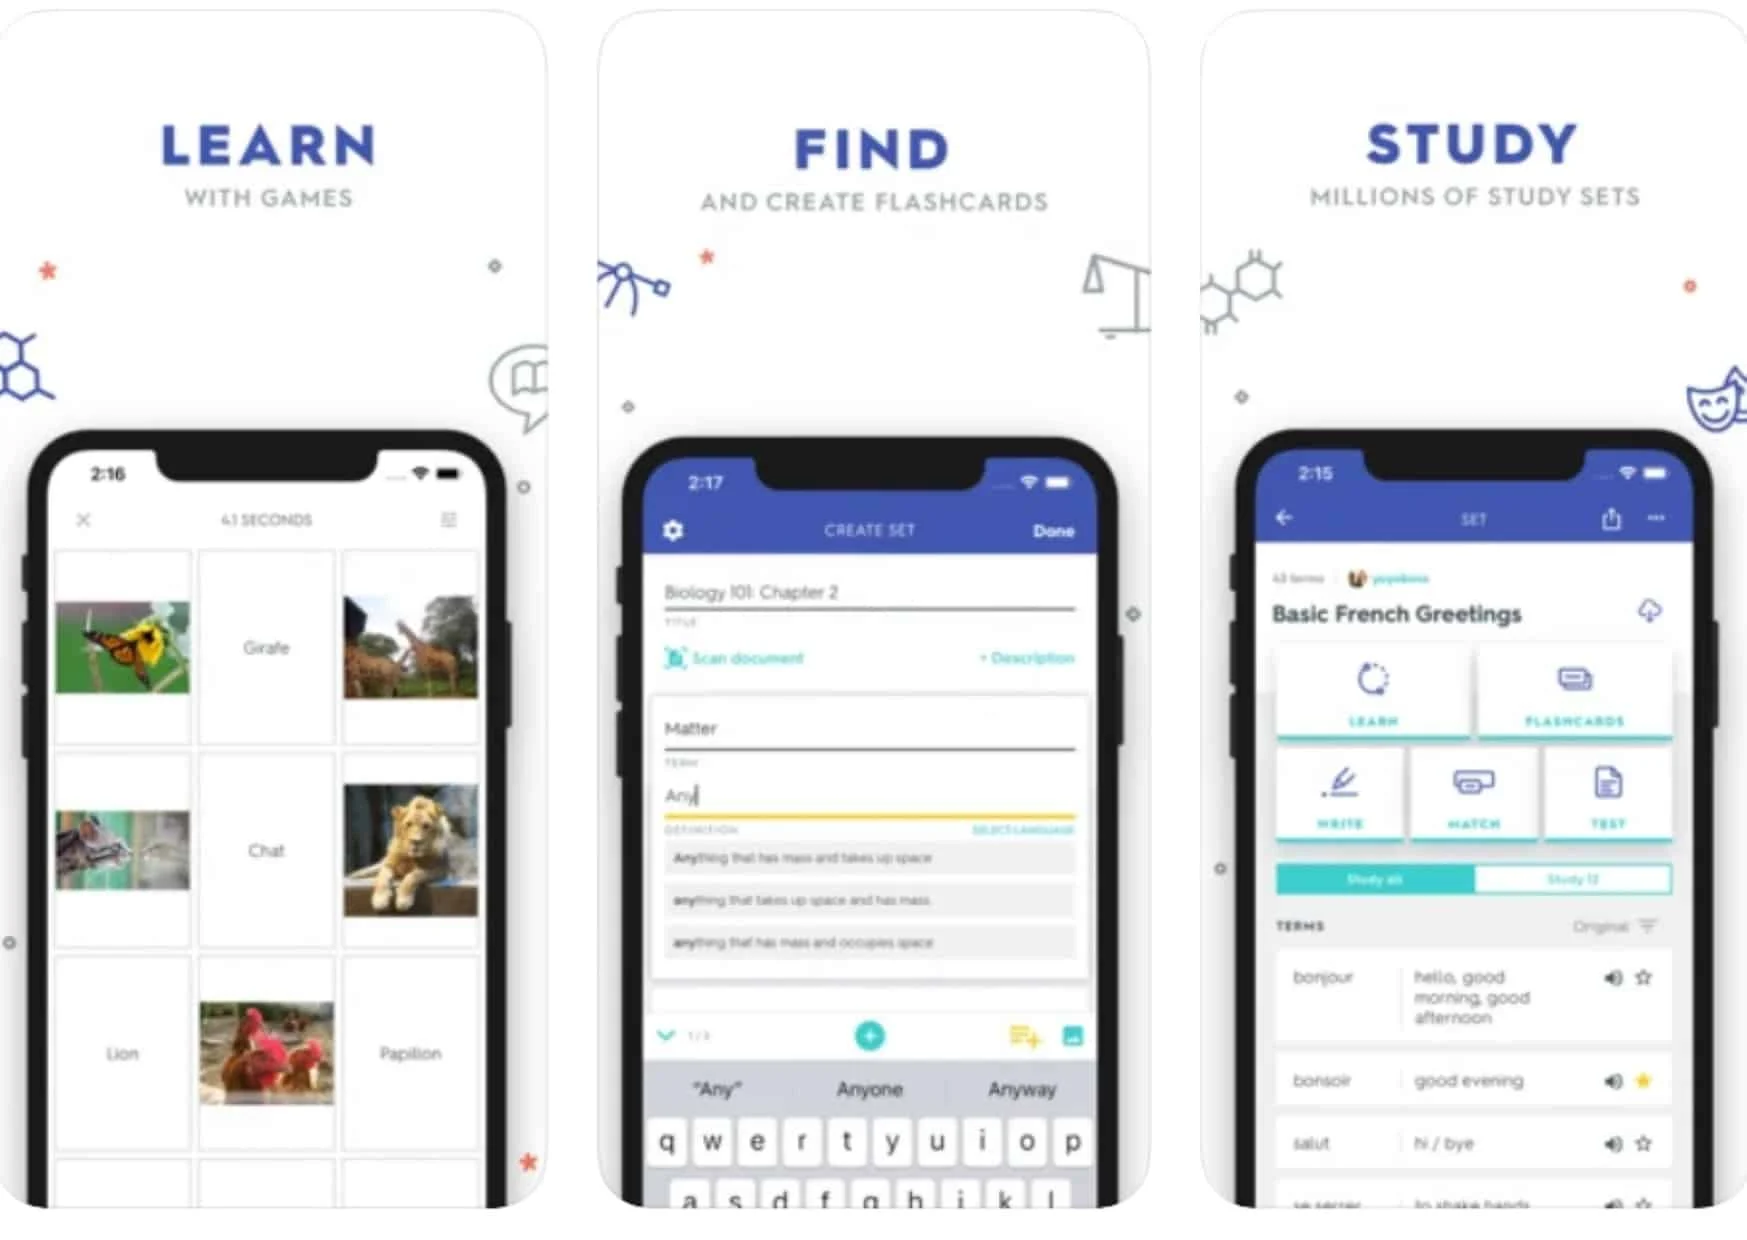 LEARN
WITH GAMES
2:16
41 SECONDS
Girafe
Chat
Lion
Papillon
FIND
AND CREATE FLASHCARDS
2:17
CREATE SET
Done
Biology 101: Chapter 2
TITLE
Scan document
+ Description
Matter
TERM
Any
DEFINITION
SELECT LANGUAGE
Anything that has mass and takes up space
anything that takes up space and has mass.
anything that has mass and occupies space
"Any"
Anyone
Anyway
q w e r t y u i o p
a s d f g h j k l
STUDY
MILLIONS OF STUDY SETS
2:15
SET
43 terms
Basic French Greetings
LEARN
FLASHCARDS
WRITE
MATCH
TEST
Study all
Study 12
TERMS
Original
bonjour
hello, good
morning, good
afternoon
bonsoir
good evening
salut
hi / bye
se serrer
to shake hands